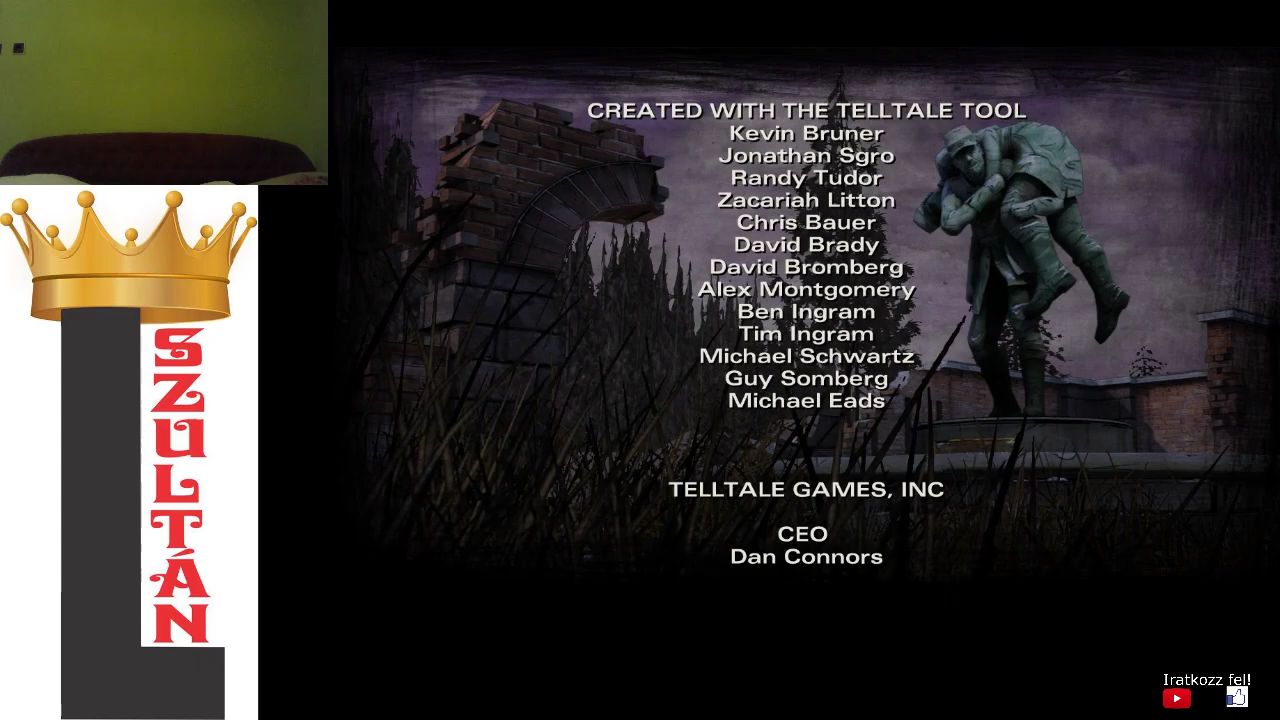 CREATED WITH THE TELLTALE TOOL
Kevin Bruner
Jonathan Sgro
Randy Tudor
Zacariah Litton
Chris Bauer
David Brady
David Bromberg
Alex Montgomery
Ben Ingram
Tim Ingram
Michael Schwartz
Guy Somberg
Michael Eads
TELLTALE GAMES, INC
CEO
Dan Connors
L
SZULTÁN
Iratkozz fel!